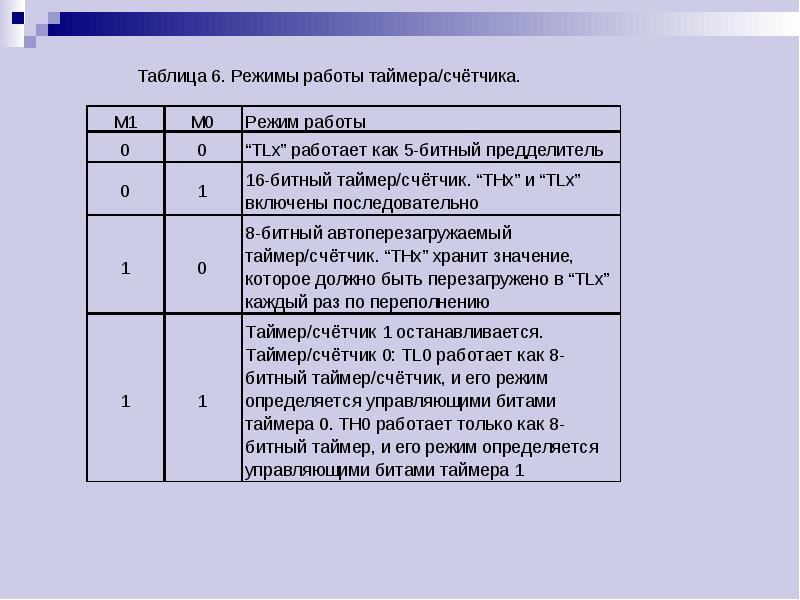 Таблица 6. Режимы работы таймера/счётчика.
M1 M0 Режим работы
0 0 “TLx” работает как 5-битный предделитель
0 1 16-битный таймер/счётчик. “THx” и “TLx”
включены последовательно
8-битный автоперезагружаемый
таймер/счётчик. “THx” хранит значение,
1 0 которое должно быть перезагружено в “TLx”
каждый раз по переполнению
Таймер/счётчик 1 останавливается.
Таймер/счётчик 0: TL0 работает как 8-
битный таймер/счётчик, и его режим
1 1 определяется управляющими битами
таймера 0. TH0 работает только как 8-
битный таймер, и его режим определяется
управляющими битами таймера 1